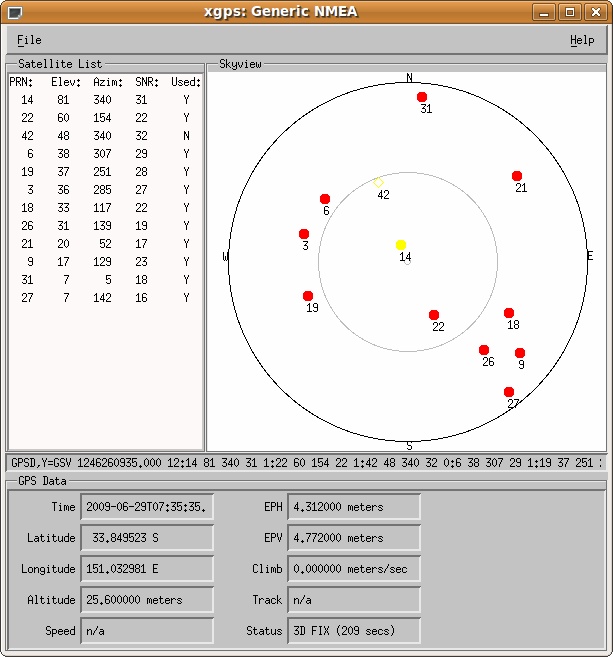 xgps: Generic NMEA
File Help
Satellite List
PRN: Elev: Azim: SNR: Used:
14 81 340 31 Y
22 60 154 22 Y
42 48 340 32 N
6 38 307 29 Y
19 37 251 28 Y
3 36 285 27 Y
18 33 117 22 Y
26 31 139 19 Y
21 20 52 17 Y
9 17 129 23 Y
31 7 5 18 Y
27 7 142 16 Y
Skyview
N
31
21
42
6
3
W
E
14
19
22
18
26
9
27
S
GPSD,Y=GSV 1246260935.000 12:14 81 340 31 1:22 60 154 22 1:42 48 340 32 0:6 38 307 29 1:19 37 251 :
GPS Data
Time 2009-06-29T07:35:35.
Latitude 33.849523 S
Longitude 151.032981 E
Altitude 25.600000 meters
Speed n/a
EPH 4.312000 meters
EPV 4.772000 meters
Climb 0.000000 meters/sec
Track n/a
Status 3D FIX (209 secs)